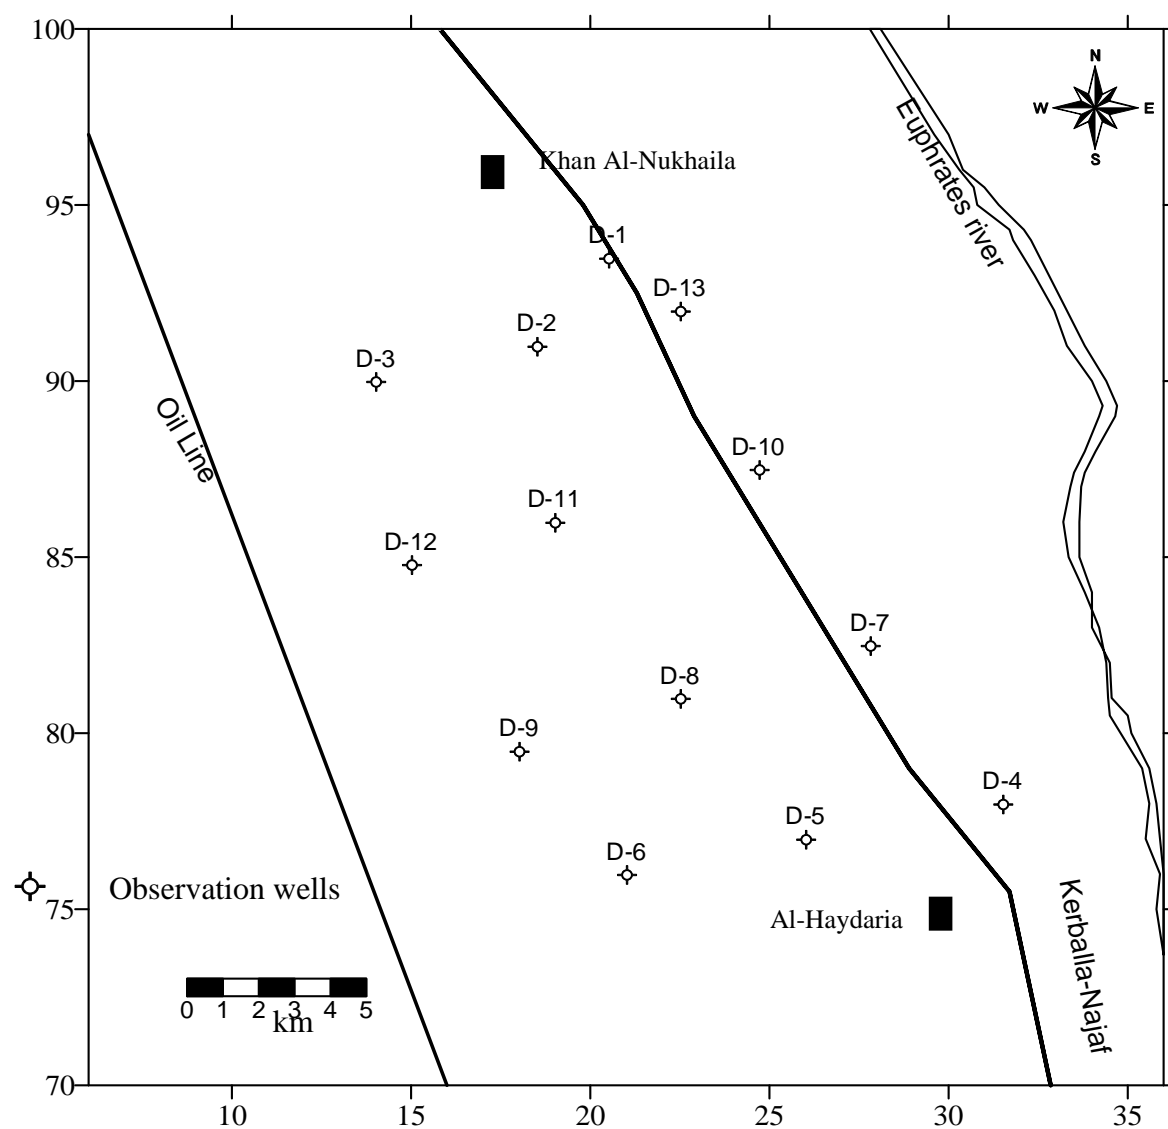 100
N
W
E
S
Khan Al-Nukhaila
Euphrates river
95
D-1
D-13
D-2
D-3
90
Oil Line
D-10
D-11
D-12
85
D-7
D-8
D-9
80
D-4
D-5
D-6
Observation wells
75
Al-Haydaria
Kerballa-Najaf
0 1 2 3 4 5
km
70
10 15 20 25 30 35